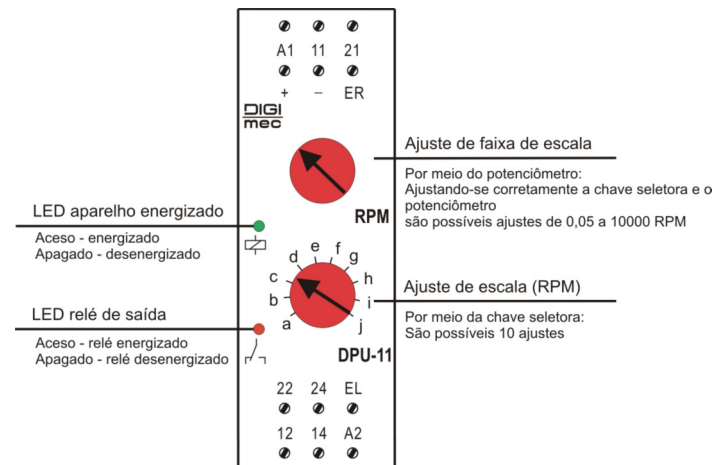 A1 11 21
+ – ER
DIGI
mec
Ajuste de faixa de escala
Por meio do potenciômetro:
Ajustando-se corretamente a chave seletora e o
potenciômetro
são possíveis ajustes de 0,05 a 10000 RPM
RPM
LED aparelho energizado
Aceso - energizado
Apagado - desenergizado
a b c d e f g h i j
Ajuste de escala (RPM)
Por meio da chave seletora:
São possíveis 10 ajustes
LED relé de saída
Aceso - relé energizado
Apagado - relé desenergizado
DPU-11
22 24 EL
12 14 A2